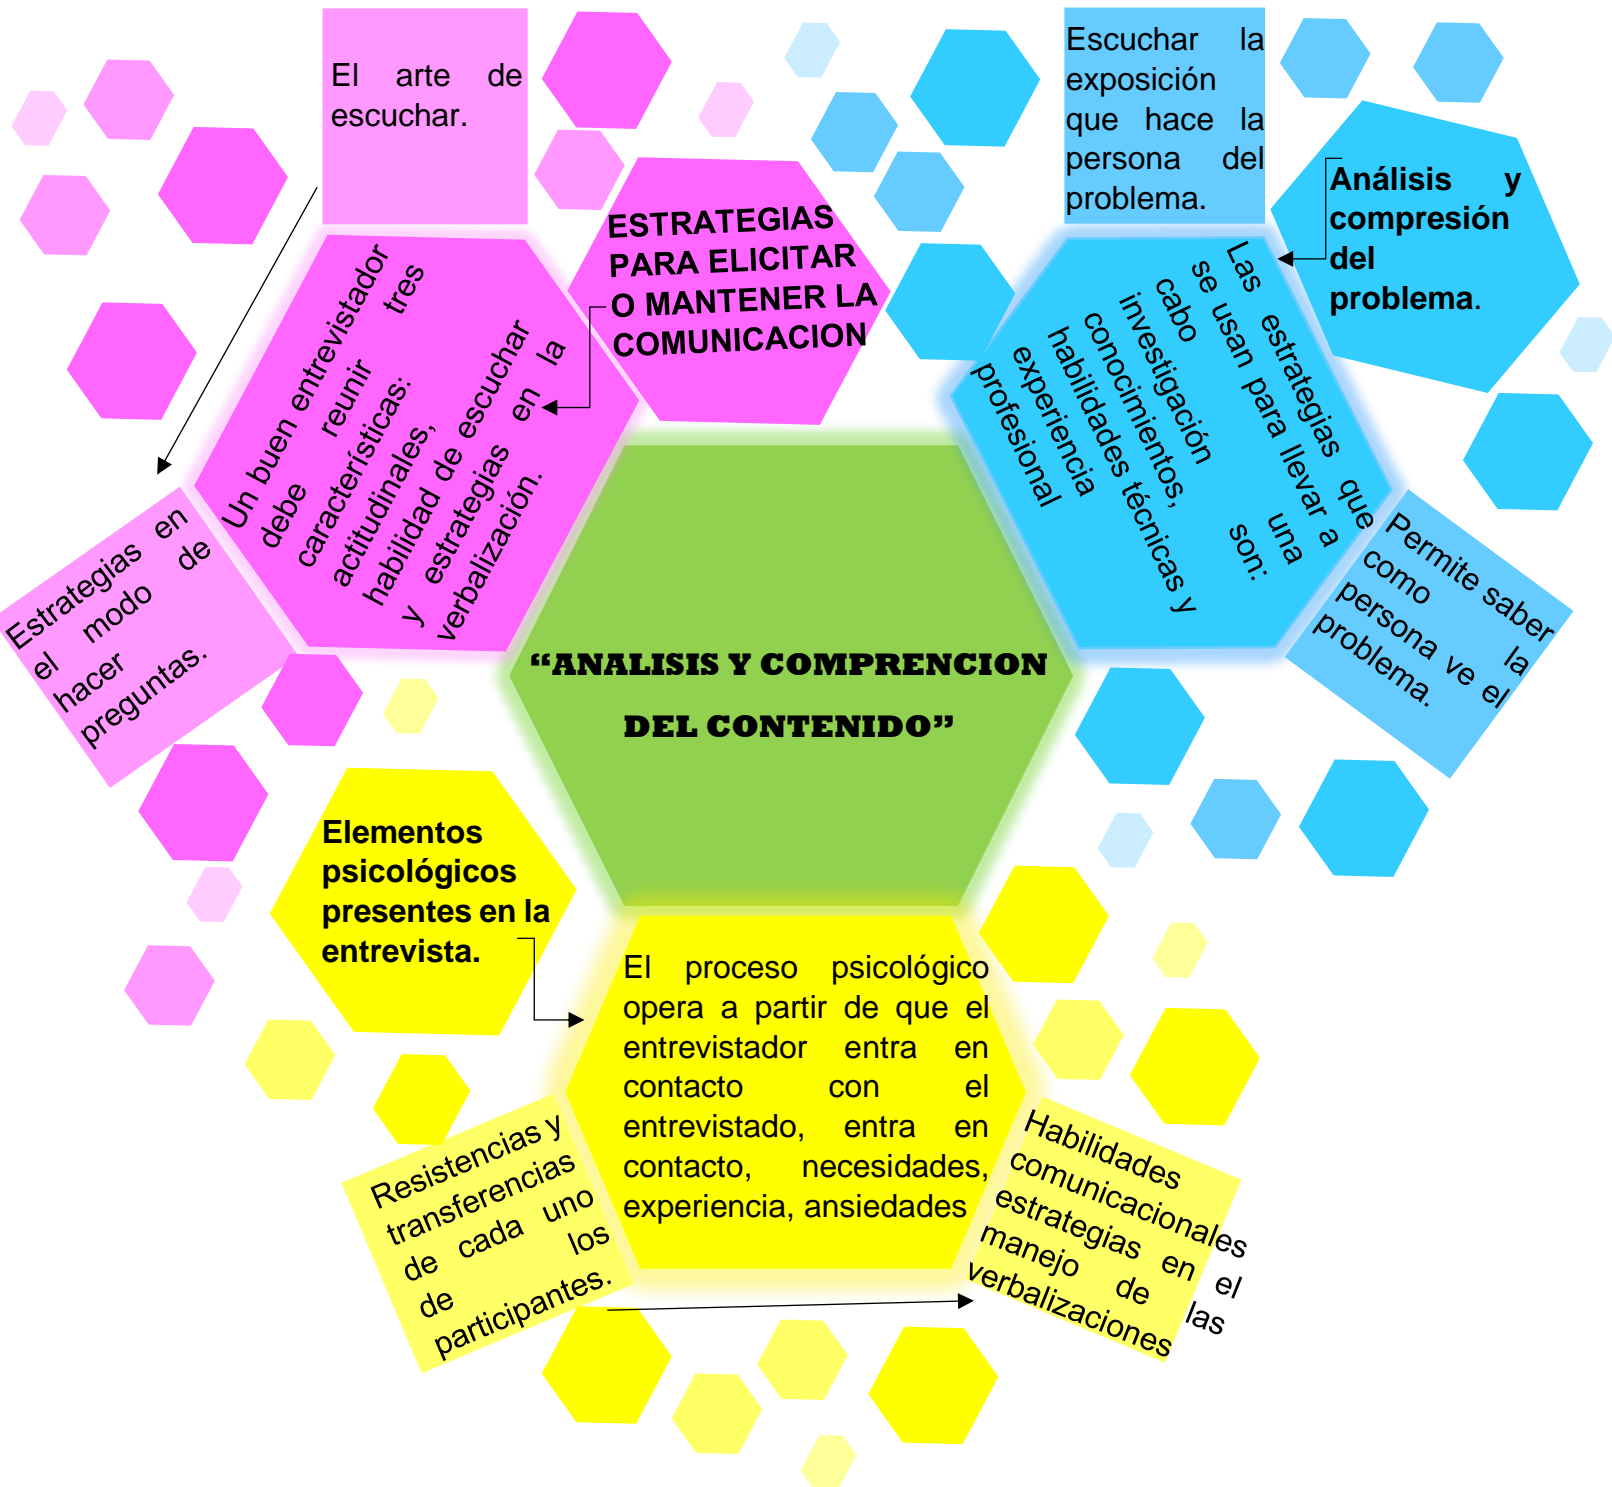 El arte de
escuchar.
ESTRATEGIAS
PARA ELICITAR
O MANTENER LA
COMUNICACION
Un buen entrevistador
debe reunir tres
características:
actitudinales,
habilidad de escuchar
y estrategias en la
verbalización.
Estrategias en
el modo de
hacer
preguntas.
Escuchar la
exposición
que hace la
persona del
problema.
Análisis y
compresión
del
problema.
Las estrategias que
se usan para llevar a
cabo una
investigación son:
conocimientos,
habilidades técnicas y
experiencia
profesional
Permite saber
como la
persona ve el
problema.
“ANALISIS Y COMPRENCION
DEL CONTENIDO”
Elementos
psicológicos
presentes en la
entrevista.
El proceso psicológico
opera a partir de que el
entrevistador entra en
contacto con el
entrevistado, entra en
contacto, necesidades,
experiencia, ansiedades
Resistencias y
transferencias
de cada uno
de los
participantes.
Habilidades
comunicacionales
estrategias en el
manejo de las
verbalizaciones